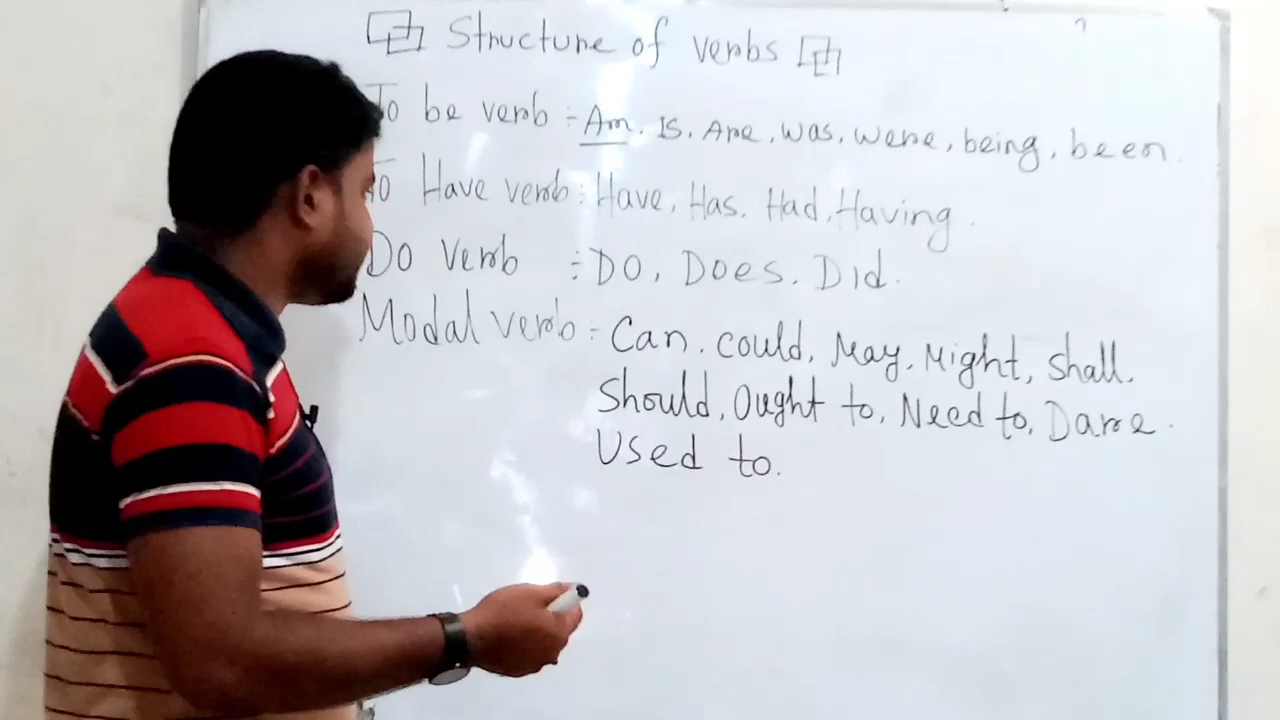 Structure of verbs
To be verb ÷ Am, Is, Are, was, were, being, been.
To Have verb ÷ Have, Has, Had, Having.
Do verb ÷ Do, Does, Did.
Modal verb ÷ Can, could, May, Might, Shall,
Should, Ought to, Need to, Dare.
Used to.